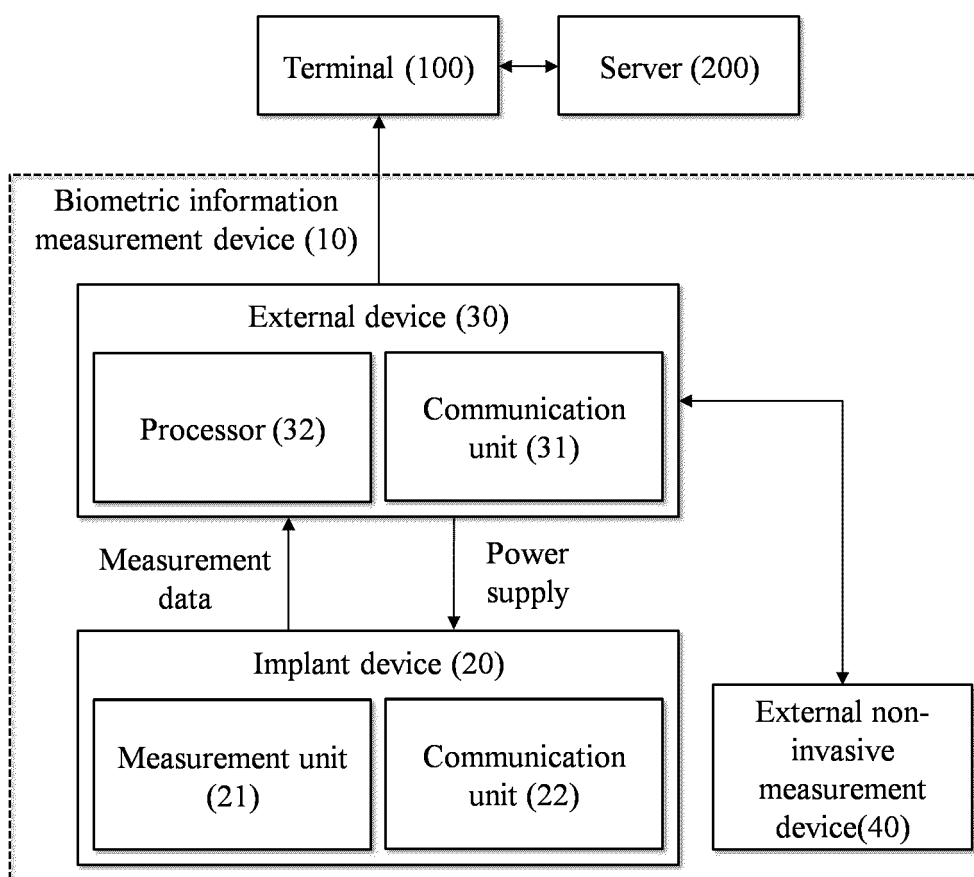 Terminal (100)
Server (200)
Biometric information
measurement device (10)
External device (30)
Processor (32)
Communication
unit (31)
Measurement
data
Power
supply
Implant device (20)
Measurement unit
(21)
Communication
unit (22)
External non-
invasive
measurement
device(40)